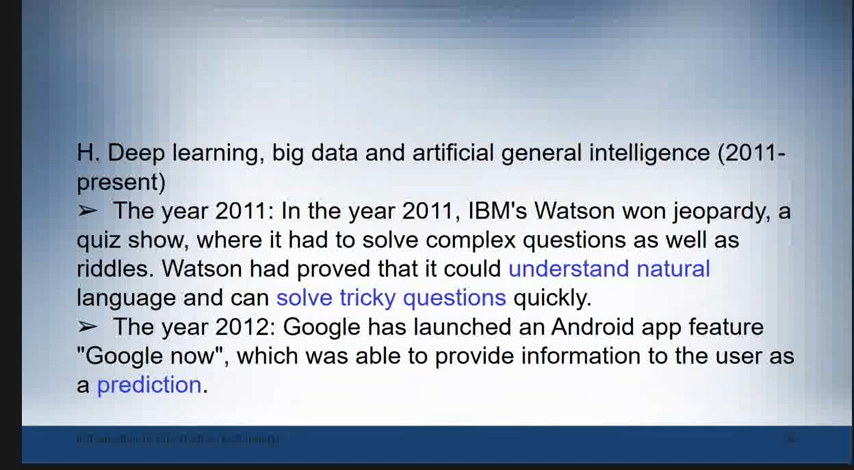 H. Deep learning, big data and artificial general intelligence (2011-
present)
➢ The year 2011: In the year 2011, IBM's Watson won jeopardy, a
quiz show, where it had to solve complex questions as well as
riddles. Watson had proved that it could understand natural
language and can solve tricky questions quickly.
➢ The year 2012: Google has launched an Android app feature
"Google now", which was able to provide information to the user as
a prediction.